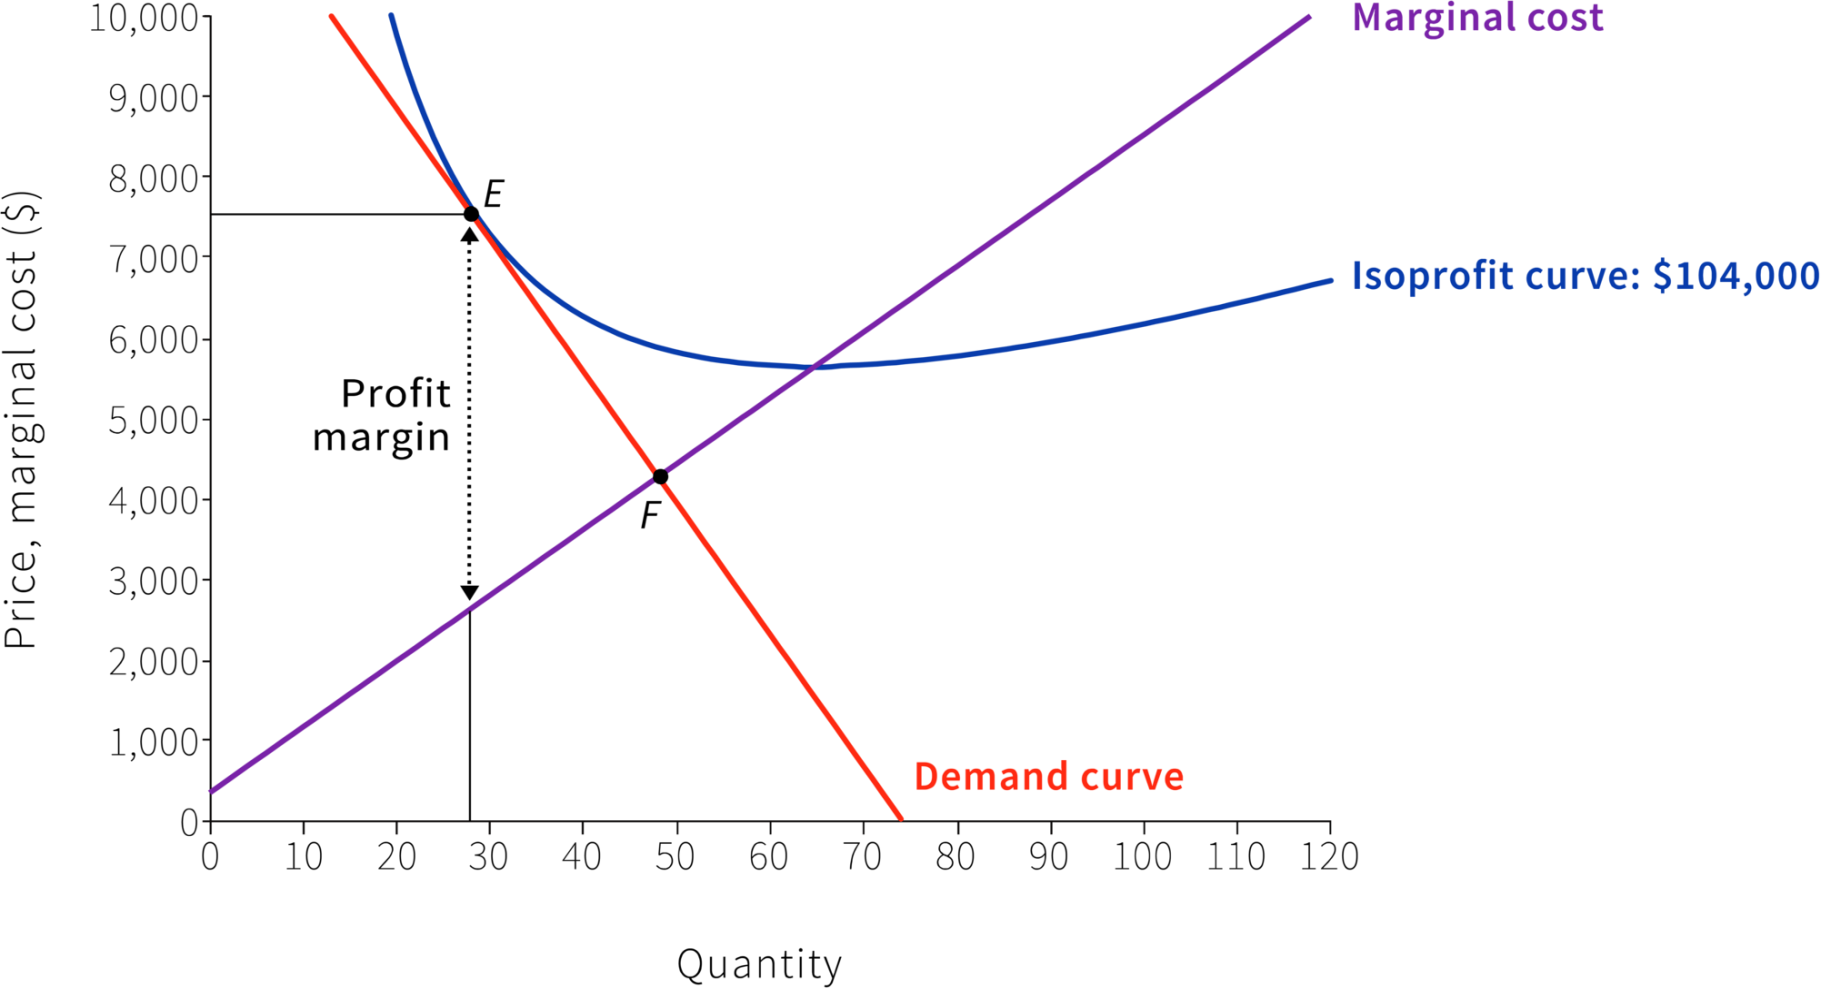 10,000
9,000
8,000
7,000
6,000
5,000
4,000
3,000
2,000
1,000
0
Price, marginal cost ($)
Marginal cost
Isoprofit curve: $104,000
E
Profit
margin
F
Demand curve
0 10 20 30 40 50 60 70 80 90 100 110 120
Quantity